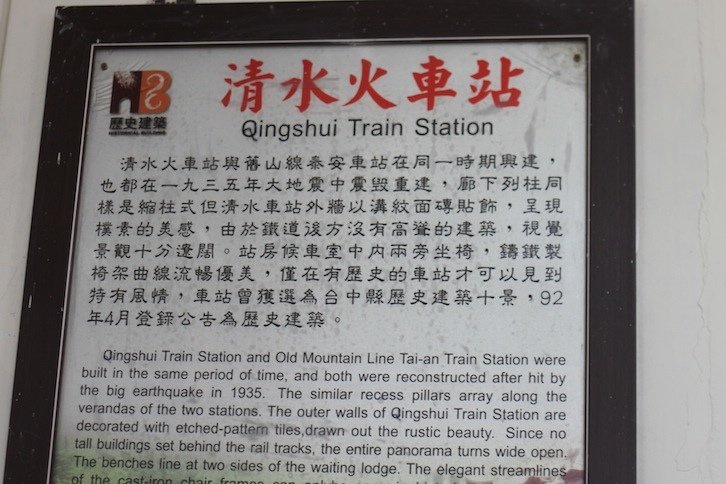 歷史建築
HISTORICAL BUILDING
清水火車站
Qingshui Train Station
清水火車站與舊山線泰安車站在同一時期興建，
也都在一九三五年大地震中震毀重建，廊下列柱同
樣是縮柱式但清水車站外牆以溝紋面磚貼飾，呈現
樸素的美感，由於鐵道後方沒有高聳的建築，視覺
景觀十分遼闊。站房候車室中內兩旁坐椅，鑄鐵製
椅架曲線流暢優美，僅在有歷史的車站才可以見到
特有風情，車站曾獲選為台中縣歷史建築十景，92
年4月登錄公告為歷史建築。
Qingshui Train Station and Old Mountain Line Tai-an Train Station were
built in the same period of time, and both were reconstructed after hit by
the big earthquake in 1935. The similar recess pillars array along the
verandas of the two stations. The outer walls of Qingshui Train Station are
decorated with etched-pattern tiles,drawn out the rustic beauty. Since no
tall buildings set behind the rail tracks, the entire panorama turns wide open.
The benches line at two sides of the waiting lodge. The elegant streamlines
of the cast-iron chair frames can